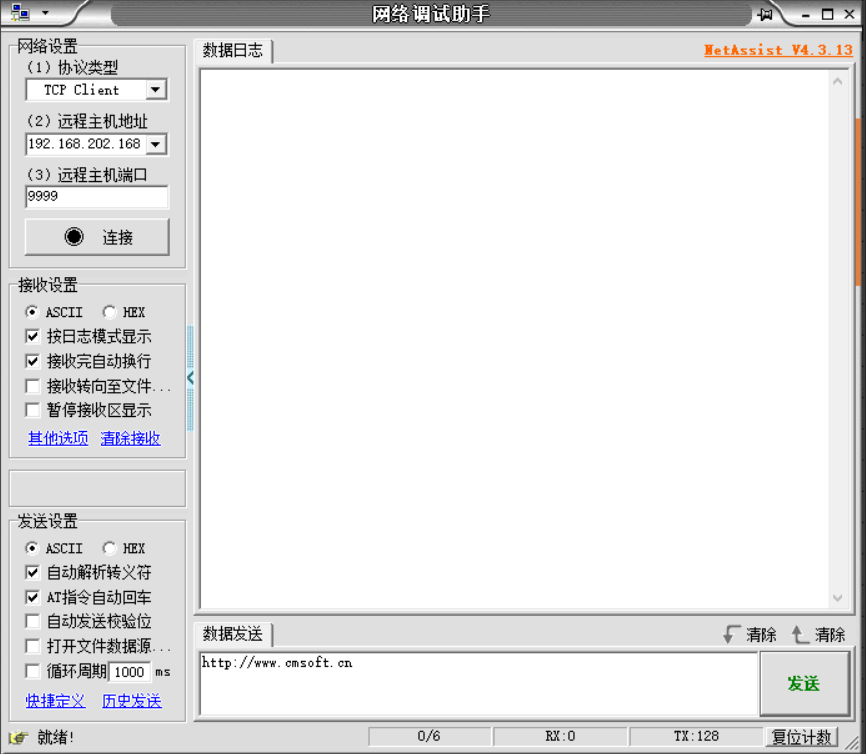 网络调试助手
网络设置
(1) 协议类型
TCP Client
(2) 远程主机地址
192.168.202.168
(3) 远程主机端口
9999
连接
接收设置
ASCII HEX
按日志模式显示
接收完自动换行
接收转向至文件...
暂停接收区显示
其他选项 清除接收
发送设置
ASCII HEX
自动解析转义符
AT指令自动回车
自动发送校验位
打开文件数据源...
循环周期 1000 ms
快捷定义 历史发送
数据日志 NetAssist V4.3.13
数据发送 清除 清除
http://www.cmsoft.cn
发送
就绪! 0/6 RX:0 TX:128 复位计数